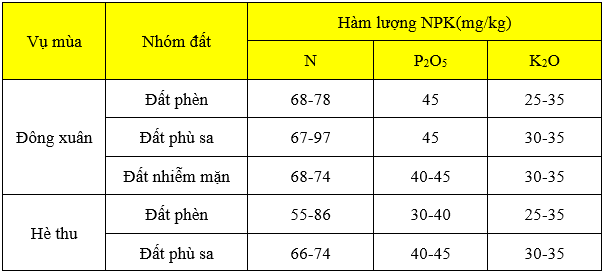 Vụ mùa
Nhóm đất
Hàm lượng NPK(mg/kg)
N
P₂O₅
K₂O
Đông xuân
Đất phèn
68-78
45
25-35
Đất phù sa
67-97
45
30-35
Đất nhiễm mặn
68-74
40-45
30-35
Hè thu
Đất phèn
55-86
30-40
25-35
Đất phù sa
66-74
40-45
30-35